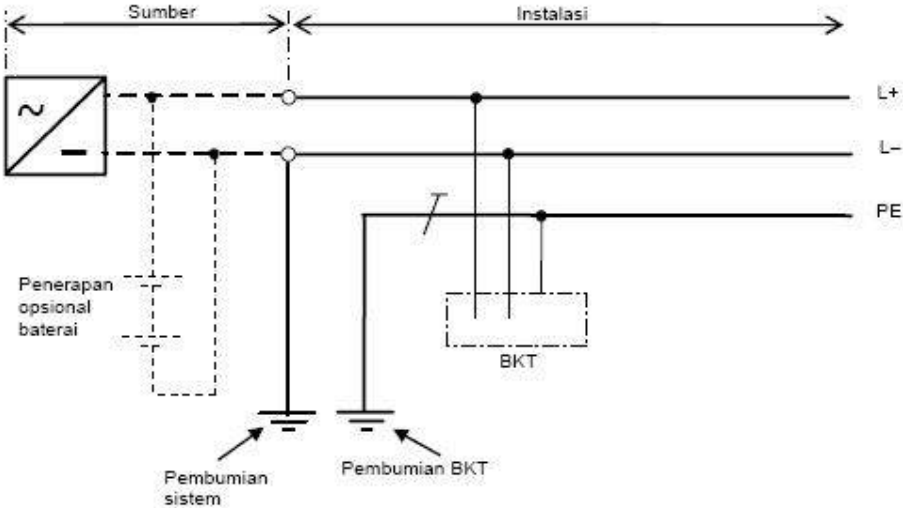 Sumber
Instalasi
L+
L–
PE
Penerapan
opsional
baterai
BKT
Pembumian
sistem
Pembumian BKT